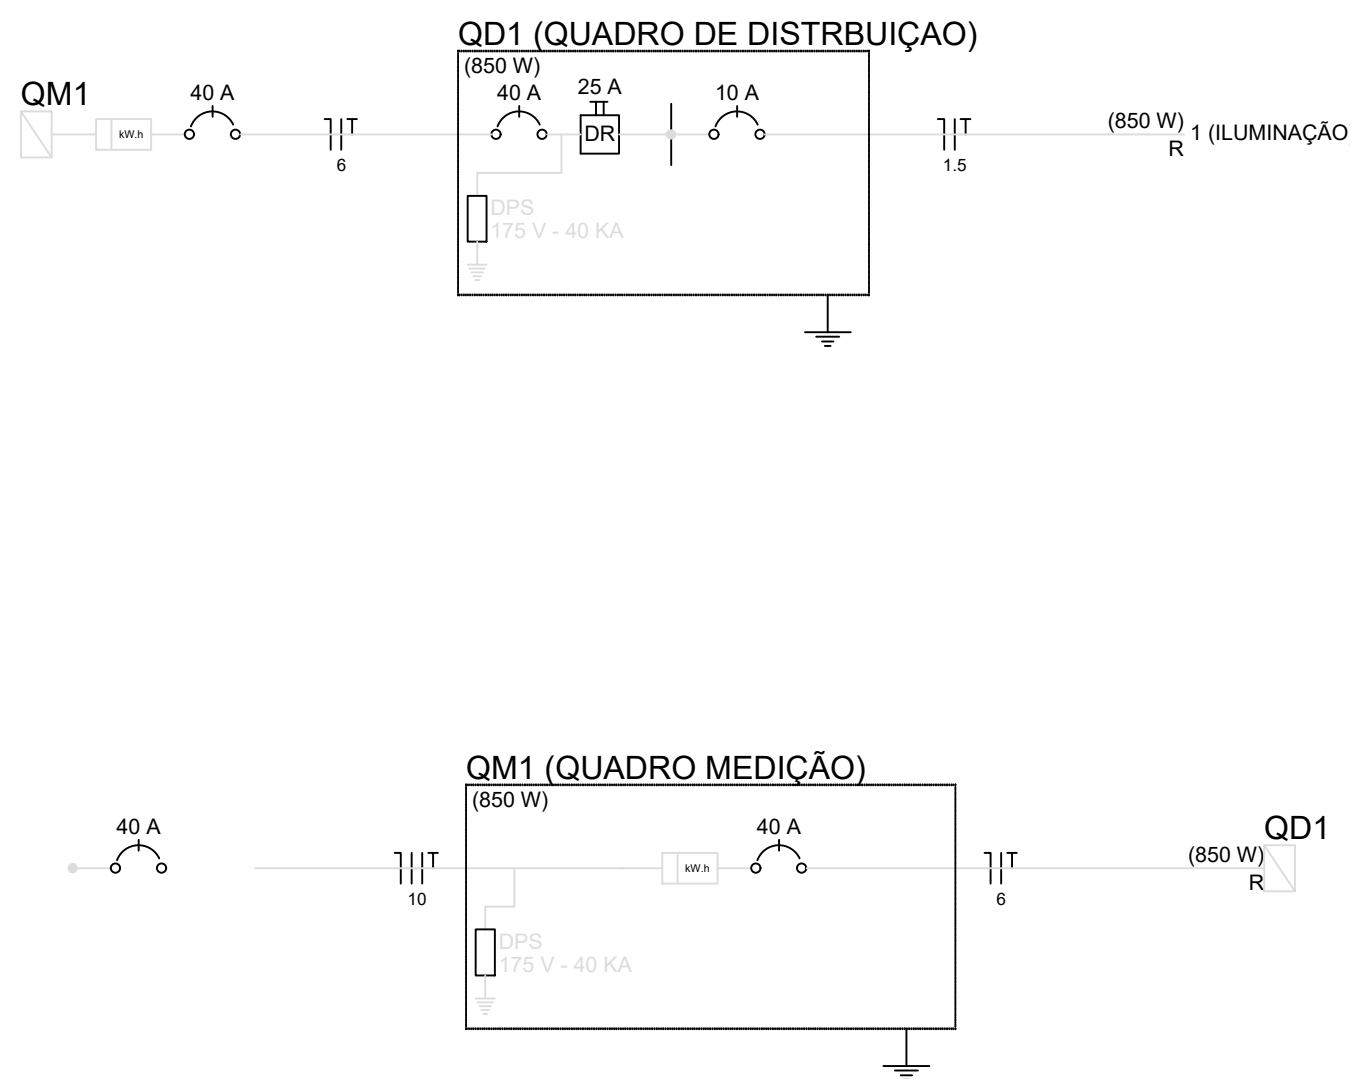 QD1 (QUADRO DE DISTRBUIÇAO)
(850 W)
QM1
40 A
40 A
25 A
10 A
kW.h
DR
T
6
T
1.5
(850 W)
R
1 (ILUMINAÇÃO
DPS
175 V - 40 KA
QM1 (QUADRO MEDIÇÃO)
(850 W)
40 A
40 A
QD1
T
10
kW.h
T
6
(850 W)
R
DPS
175 V - 40 KA